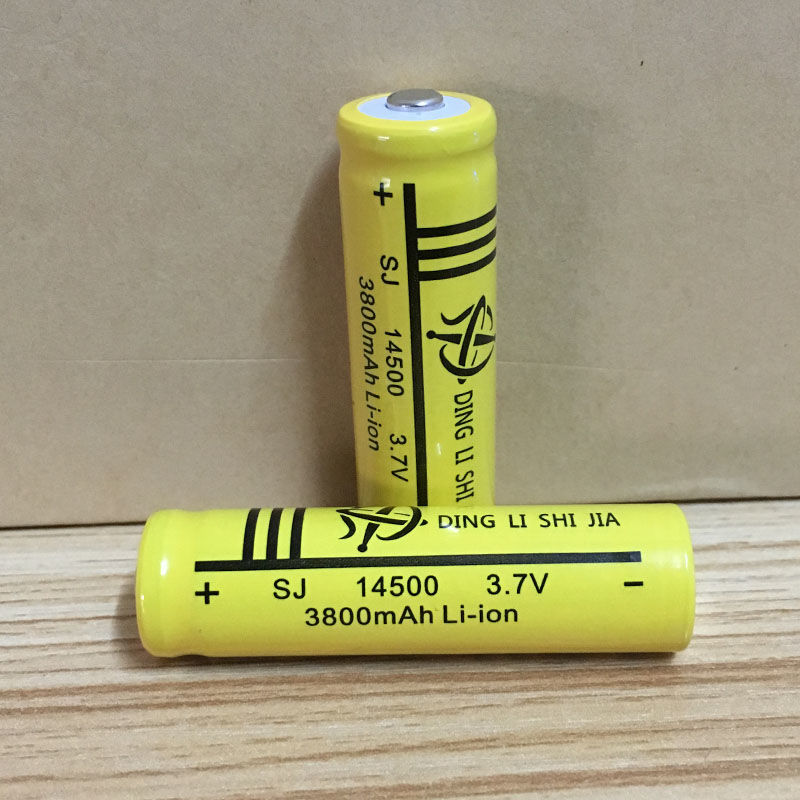 + SJ 14500 3.7V
3800mAh Li-ion
DING LI SHI
DING LI SHI JIA
+ SJ 14500 3.7V −
3800mAh Li-ion